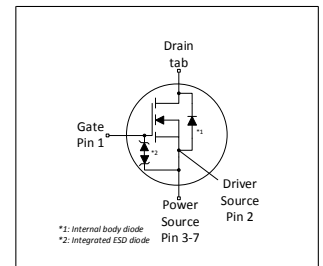 Drain
tab
*1
Gate
Pin 1
*2
Driver
Source
Pin 2
Power
Source
Pin 3-7
*1: Internal body diode
*2: Integrated ESD diode